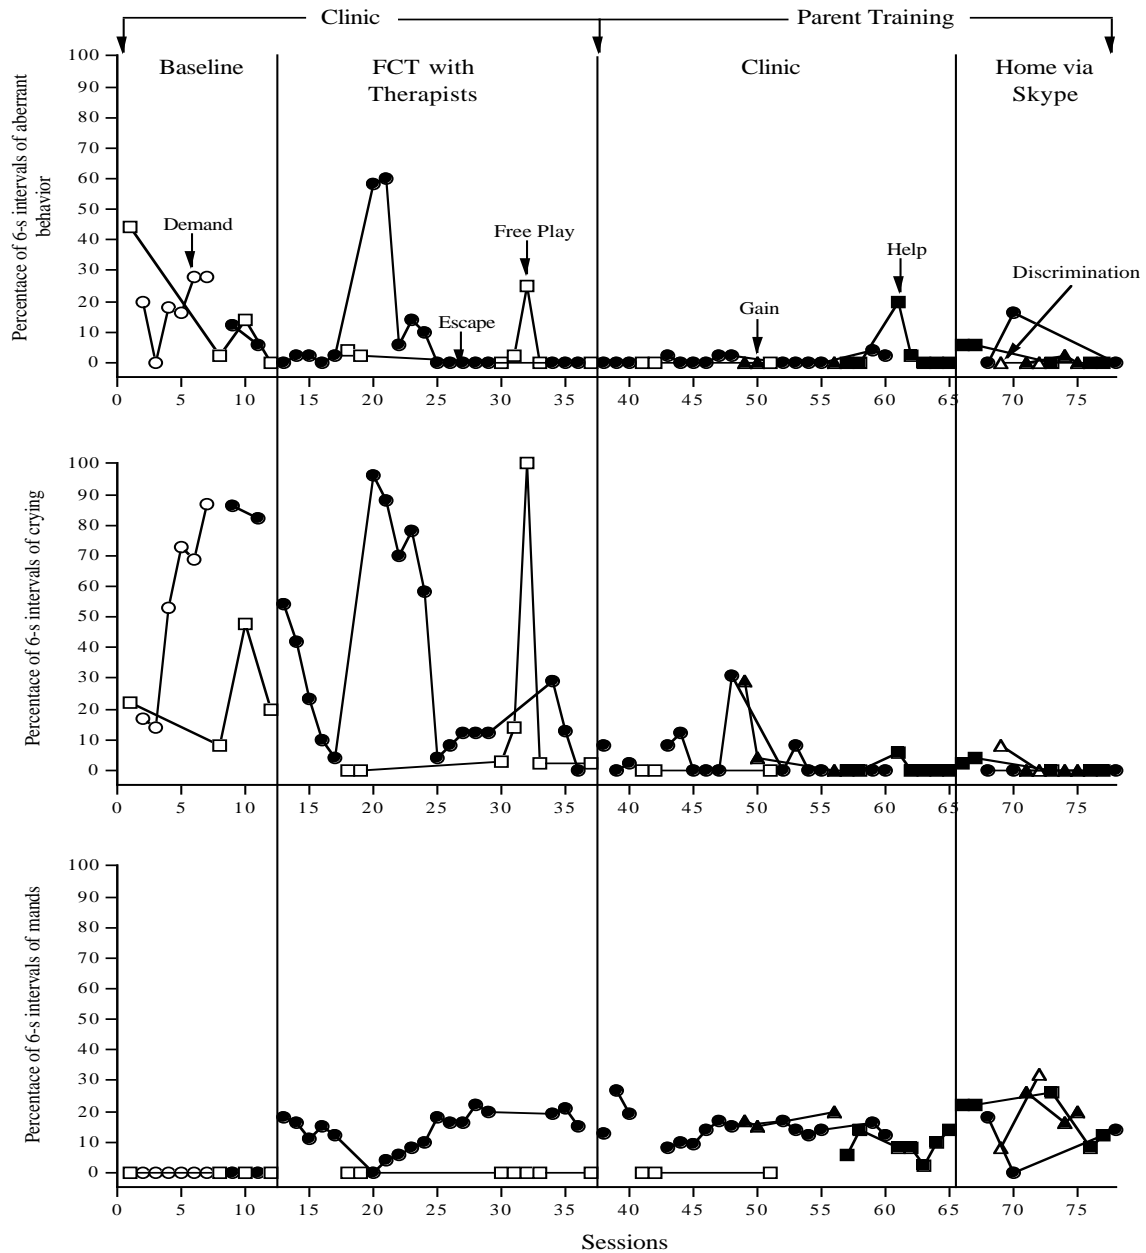 Clinic Parent Training
Baseline FCT with Therapists Clinic Home via Skype
Percentace of 6-s intervals of aberrant
behavior
100
90
80
70
60
50
40
30
20
10
0
Demand
Escape
Free Play
Gain
Help
Discrimination
0 5 10 15 20 25 30 35 40 45 50 55 60 65 70 75
Percentace of 6-s intervals of crying
100
90
80
70
60
50
40
30
20
10
0
0 5 10 15 20 25 30 35 40 45 50 55 60 65 70 75
Percentace of 6-s intervals of mands
100
90
80
70
60
50
40
30
20
10
0
0 5 10 15 20 25 30 35 40 45 50 55 60 65 70 75
Sessions